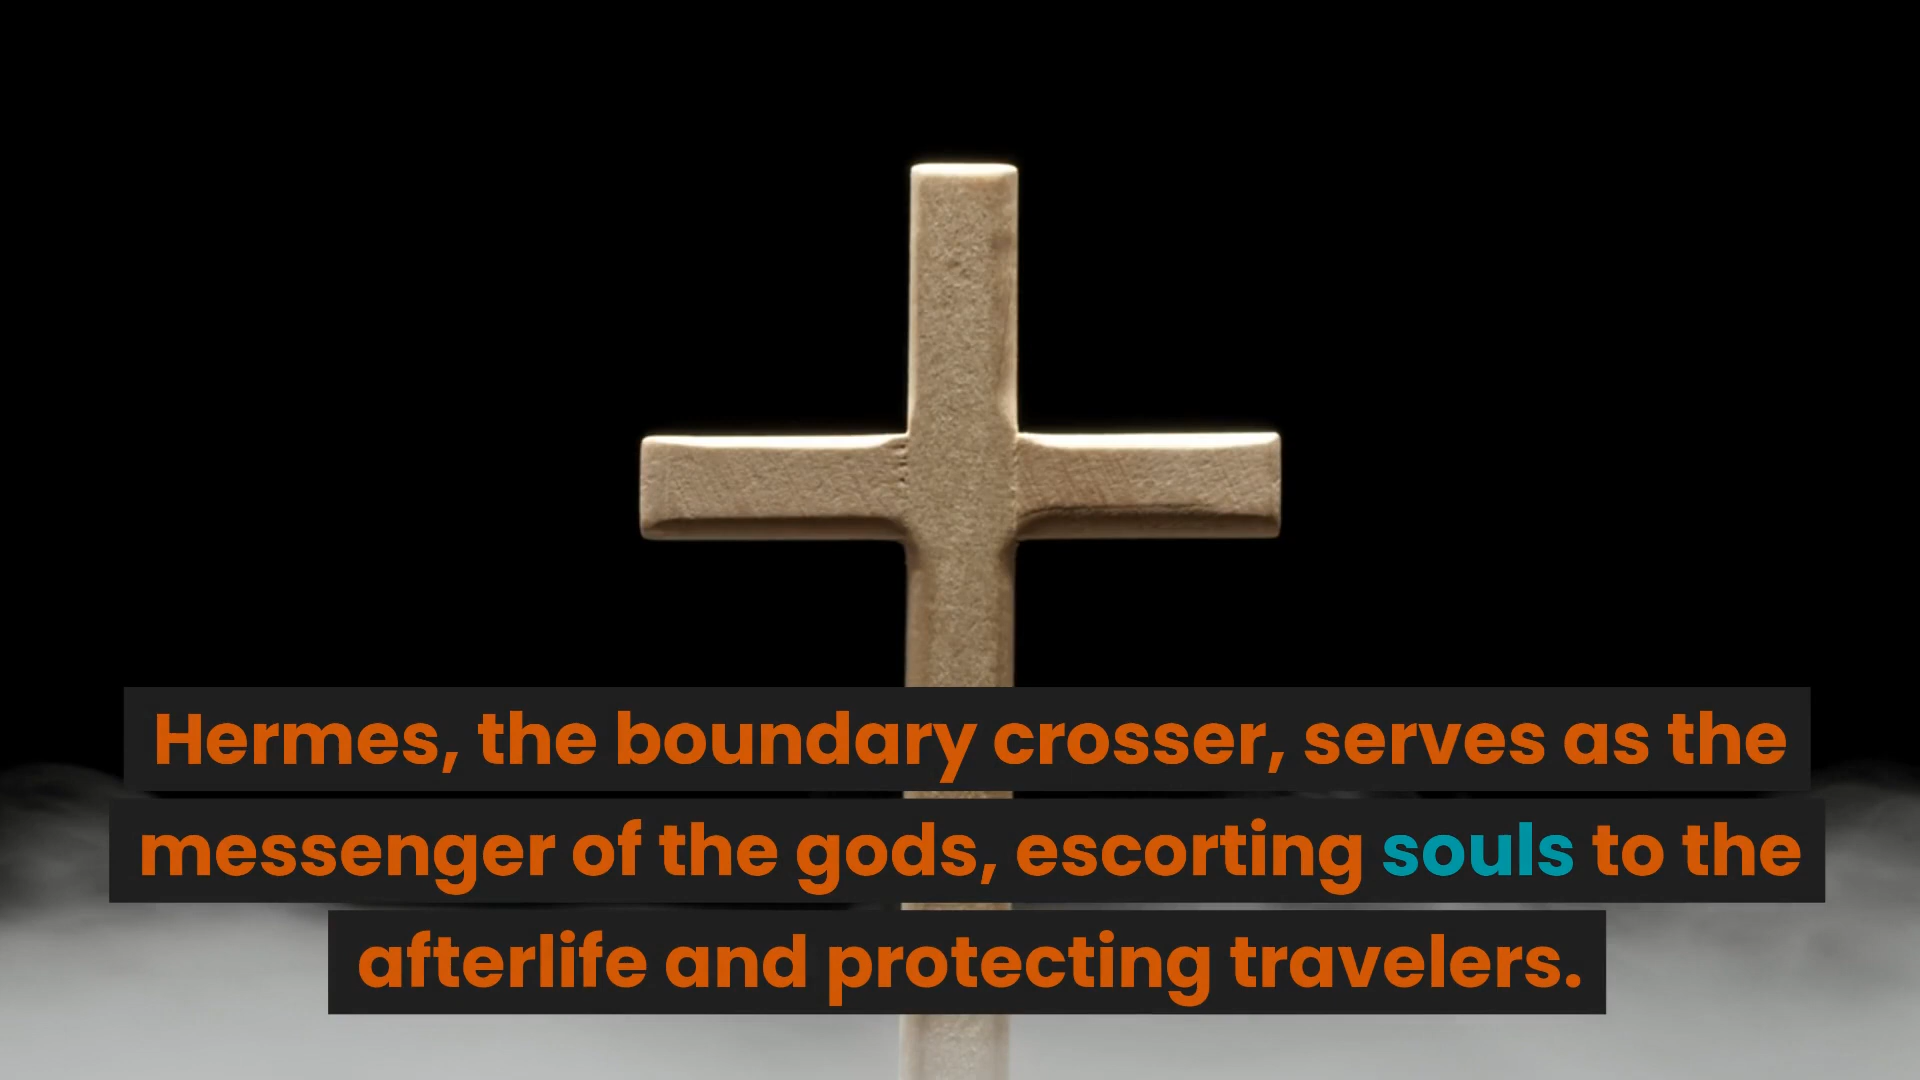 Hermes, the boundary crosser, serves as the
messenger of the gods, escorting souls to the
afterlife and protecting travelers.